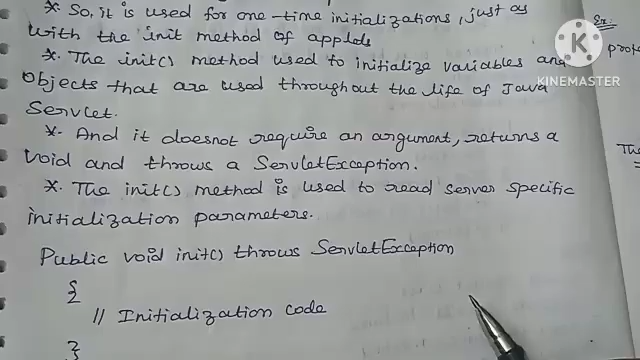 *. So, it is used for one-time initializations, just as
with the init method of applets
*. The init() method used to initialize variables and
objects that are used throughout the life of Java
Servlet.
*. And it doesnot require an argument, returns a
void and throws a ServletException.
*. The init() method is used to read server specific
initialization parameters.
Public void init() throws ServletException
{
// Initialization code
}
Ex:
prote
The
KINEMASTER